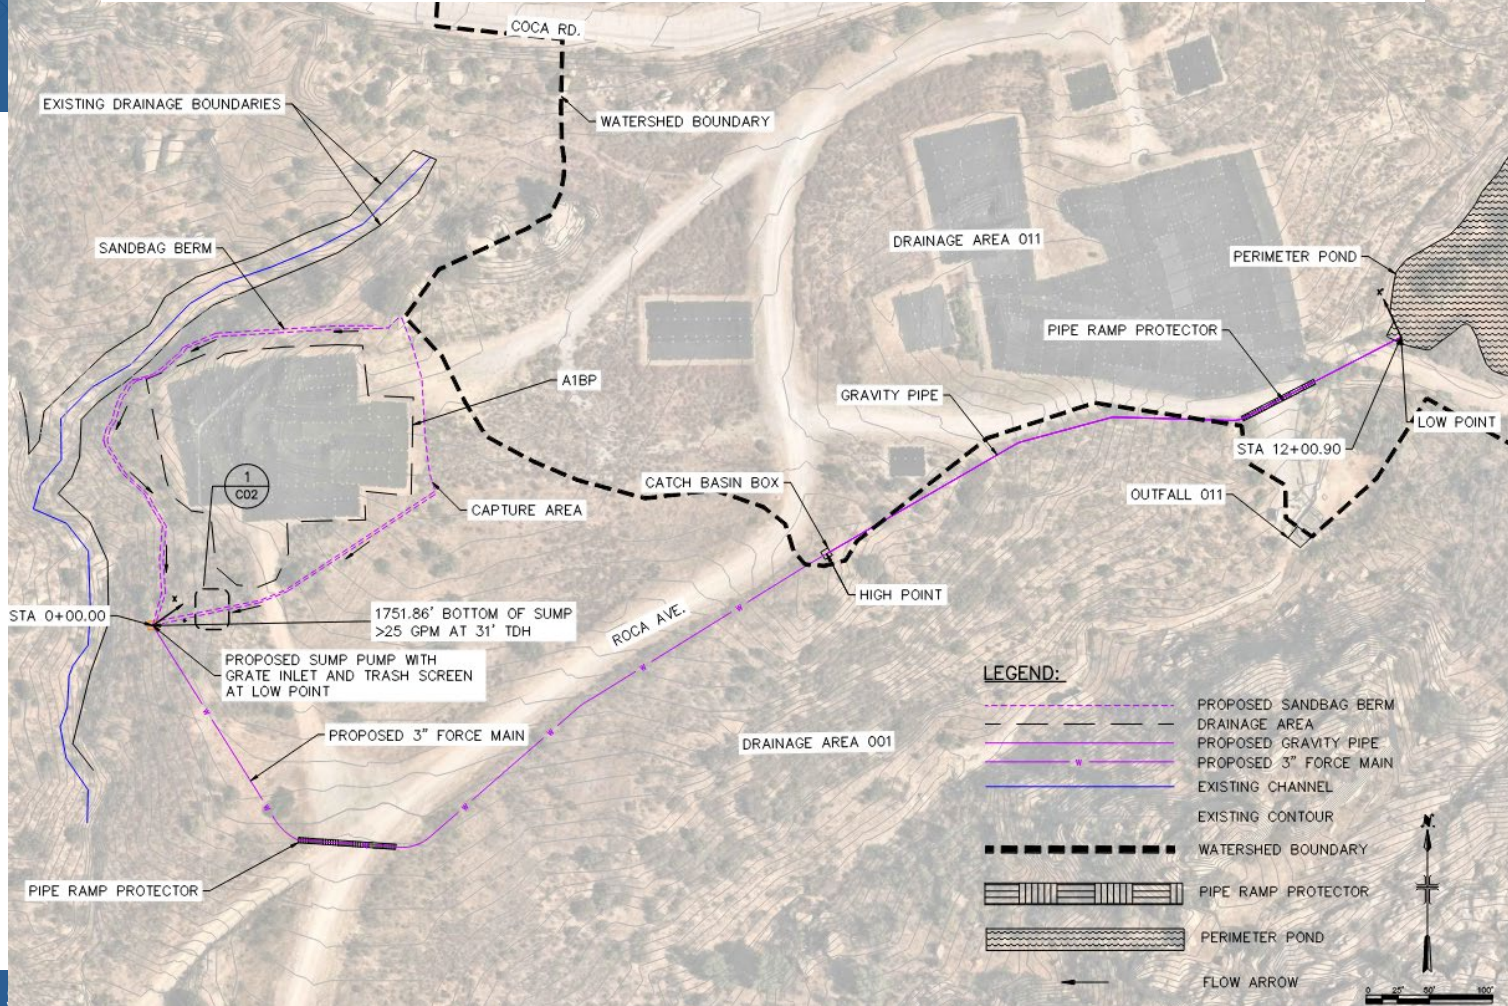 COCA RD.
EXISTING DRAINAGE BOUNDARIES
WATERSHED BOUNDARY
SANDBAG BERM
DRAINAGE AREA 011
PERIMETER POND
x'
PIPE RAMP PROTECTOR
A1BP
GRAVITY PIPE
LOW POINT
STA 12+00.90
1
C02
CATCH BASIN BOX
OUTFALL 011
CAPTURE AREA
HIGH POINT
STA 0+00.00
x
1751.86' BOTTOM OF SUMP
>25 GPM AT 31' TDH
ROCA AVE.
W
W
PROPOSED SUMP PUMP WITH
GRATE INLET AND TRASH SCREEN
AT LOW POINT
W
W
PROPOSED 3" FORCE MAIN
DRAINAGE AREA 001
W
W
PIPE RAMP PROTECTOR
LEGEND:
PROPOSED SANDBAG BERM
DRAINAGE AREA
PROPOSED GRAVITY PIPE
W PROPOSED 3" FORCE MAIN
EXISTING CHANNEL
EXISTING CONTOUR
WATERSHED BOUNDARY
PIPE RAMP PROTECTOR
PERIMETER POND
FLOW ARROW
N
0 25' 50' 100'